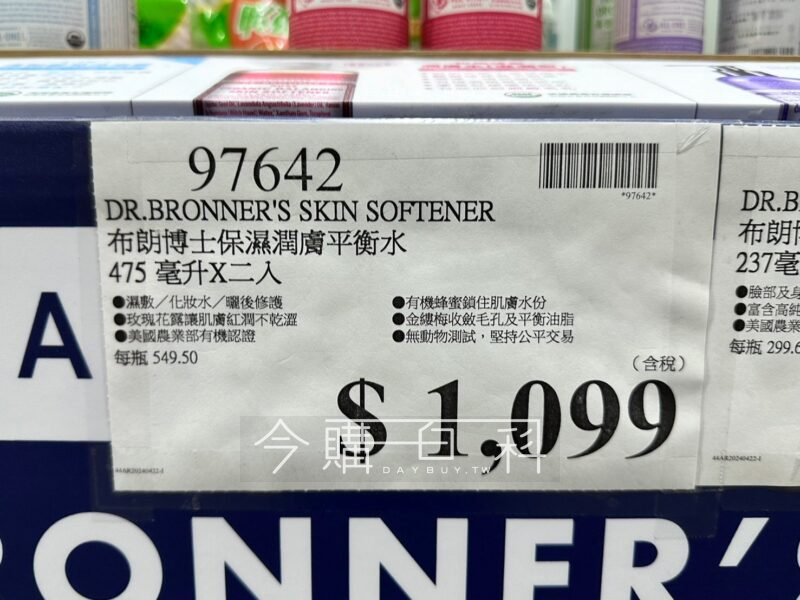 97642
*97642*
DR.BRONNER'S SKIN SOFTENER
布朗博士保濕潤膚平衡水
475 毫升X二入
●濕敷／化妝水／曬後修護
●玫瑰花露讓肌膚紅潤不乾澀
●美國農業部有機認證
●有機蜂蜜鎖住肌膚水份
●金縷梅收斂毛孔及平衡油脂
●無動物測試，堅持公平交易
每瓶 549.50
（含稅）
$ 1,099
44AR20240422-I
今購百科
DAYBUY.TW
DR.B
布朗博
237毫
●臉部及身
●富含高純
●美國農業
每瓶 299.6
44AR20240422-I
A
ONNER'S